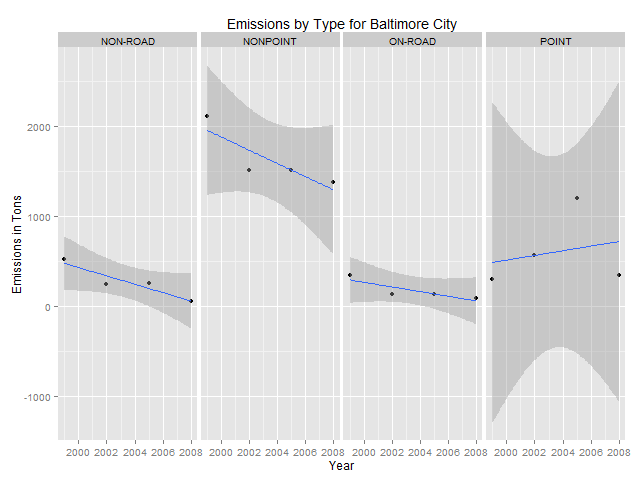 Emissions by Type for Baltimore City
NON-ROAD NONPOINT ON-ROAD POINT
Emissions in Tons
2000
1000
0
-1000
2000 2002 2004 2006 2008 2000 2002 2004 2006 2008 2000 2002 2004 2006 2008 2000 2002 2004 2006 2008
Year